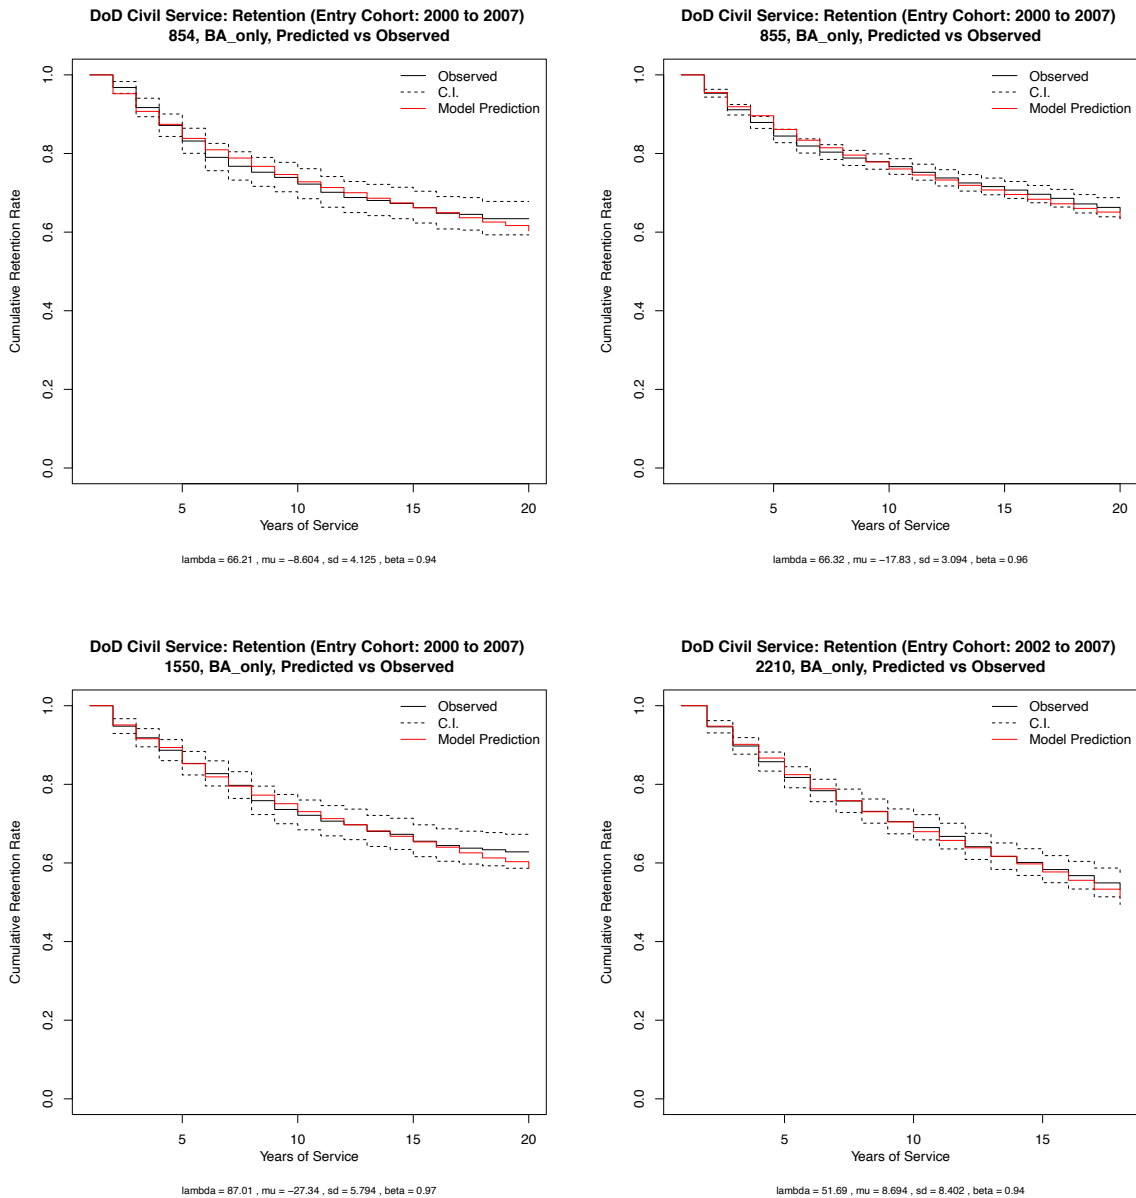 DoD Civil Service: Retention (Entry Cohort: 2000 to 2007)
854, BA_only, Predicted vs Observed
Observed
C.I.
Model Prediction
Cumulative Retention Rate
1.0
0.8
0.6
0.4
0.2
0.0
5
10
15
20
Years of Service
lambda = 66.21 , mu = −8.604 , sd = 4.125 , beta = 0.94
DoD Civil Service: Retention (Entry Cohort: 2000 to 2007)
855, BA_only, Predicted vs Observed
Observed
C.I.
Model Prediction
Cumulative Retention Rate
1.0
0.8
0.6
0.4
0.2
0.0
5
10
15
20
Years of Service
lambda = 66.32 , mu = −17.83 , sd = 3.094 , beta = 0.96
DoD Civil Service: Retention (Entry Cohort: 2000 to 2007)
1550, BA_only, Predicted vs Observed
Observed
C.I.
Model Prediction
Cumulative Retention Rate
1.0
0.8
0.6
0.4
0.2
0.0
5
10
15
20
Years of Service
lambda = 87.01 , mu = −27.34 , sd = 5.794 , beta = 0.97
DoD Civil Service: Retention (Entry Cohort: 2002 to 2007)
2210, BA_only, Predicted vs Observed
Observed
C.I.
Model Prediction
Cumulative Retention Rate
1.0
0.8
0.6
0.4
0.2
0.0
5
10
15
Years of Service
lambda = 51.69 , mu = 8.694 , sd = 8.402 , beta = 0.94